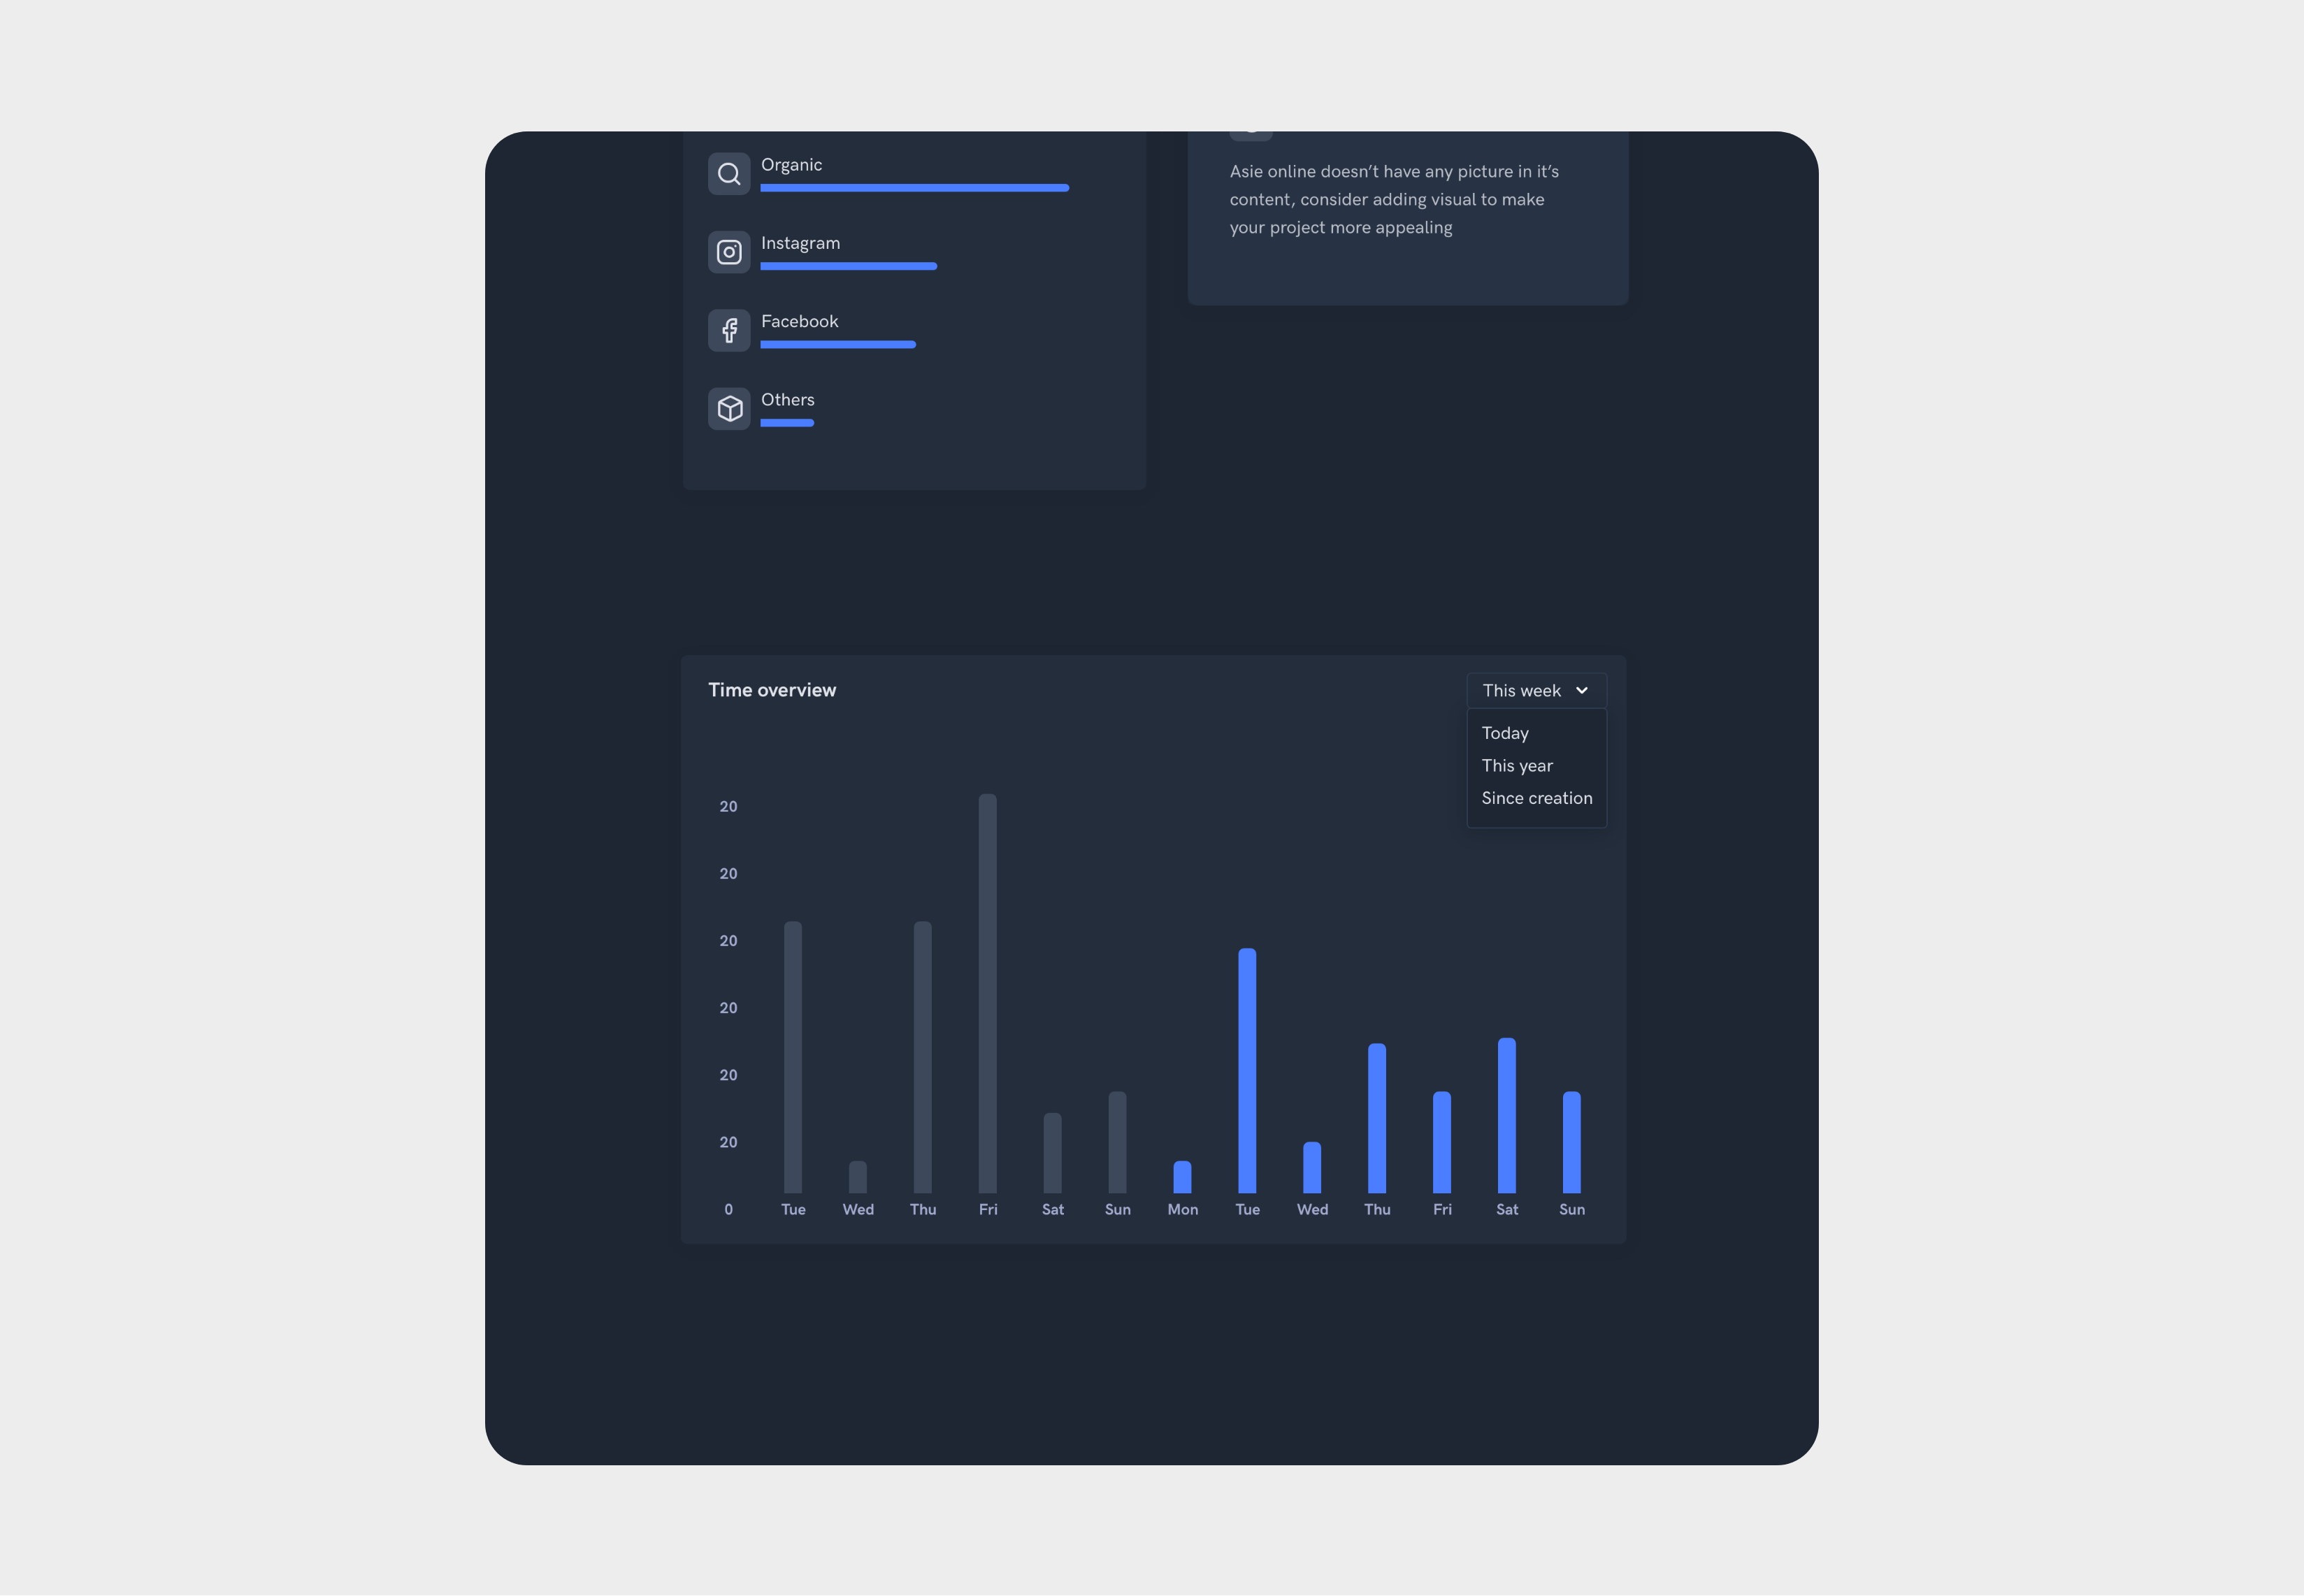 Organic
Instagram
Facebook
Others
Asie online doesn’t have any picture in it’s
content, consider adding visual to make
your project more appealing
Time overview
This week
Today
This year
Since creation
20
20
20
20
20
20
0 Tue Wed Thu Fri Sat Sun Mon Tue Wed Thu Fri Sat Sun